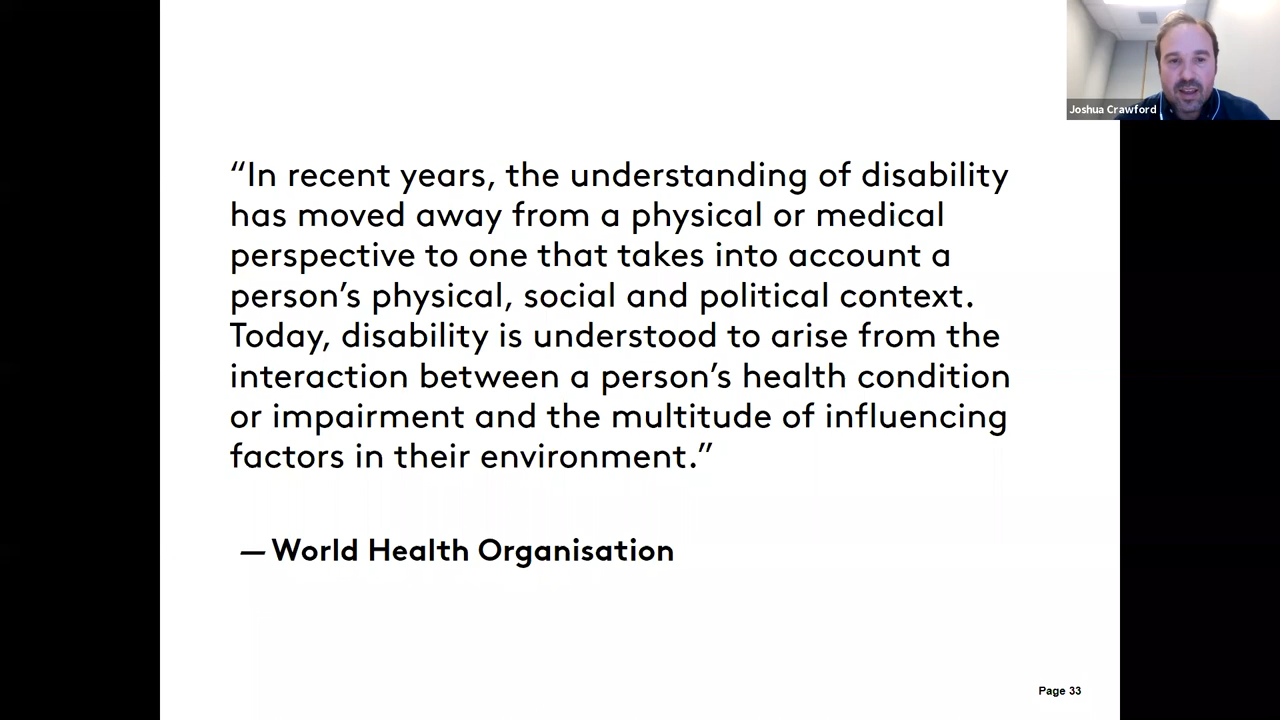 Joshua Crawford
“In recent years, the understanding of disability
has moved away from a physical or medical
perspective to one that takes into account a
person’s physical, social and political context.
Today, disability is understood to arise from the
interaction between a person’s health condition
or impairment and the multitude of influencing
factors in their environment.”
— World Health Organisation
Page 33